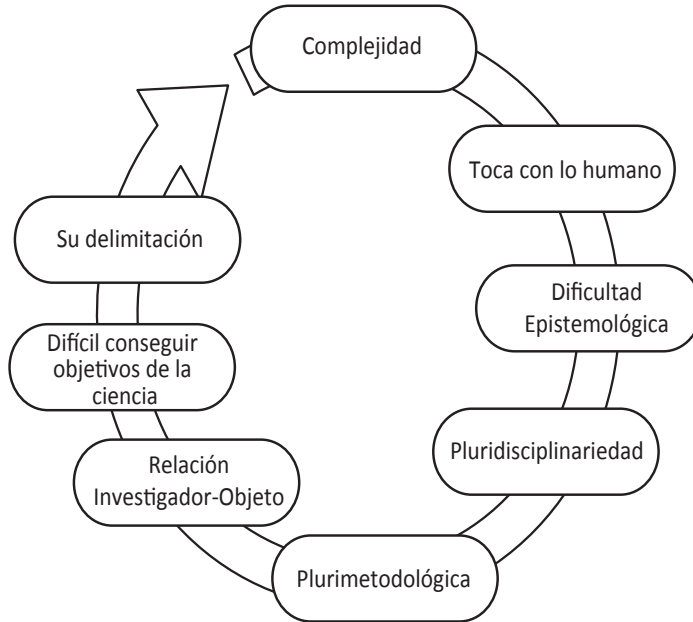 Complejidad
Toca con lo humano
Dificultad
Epistemológica
Pluridisciplinariedad
Plurimetodológica
Relación
Investigador-Objeto
Difícil conseguir
objetivos de la
ciencia
Su delimitación